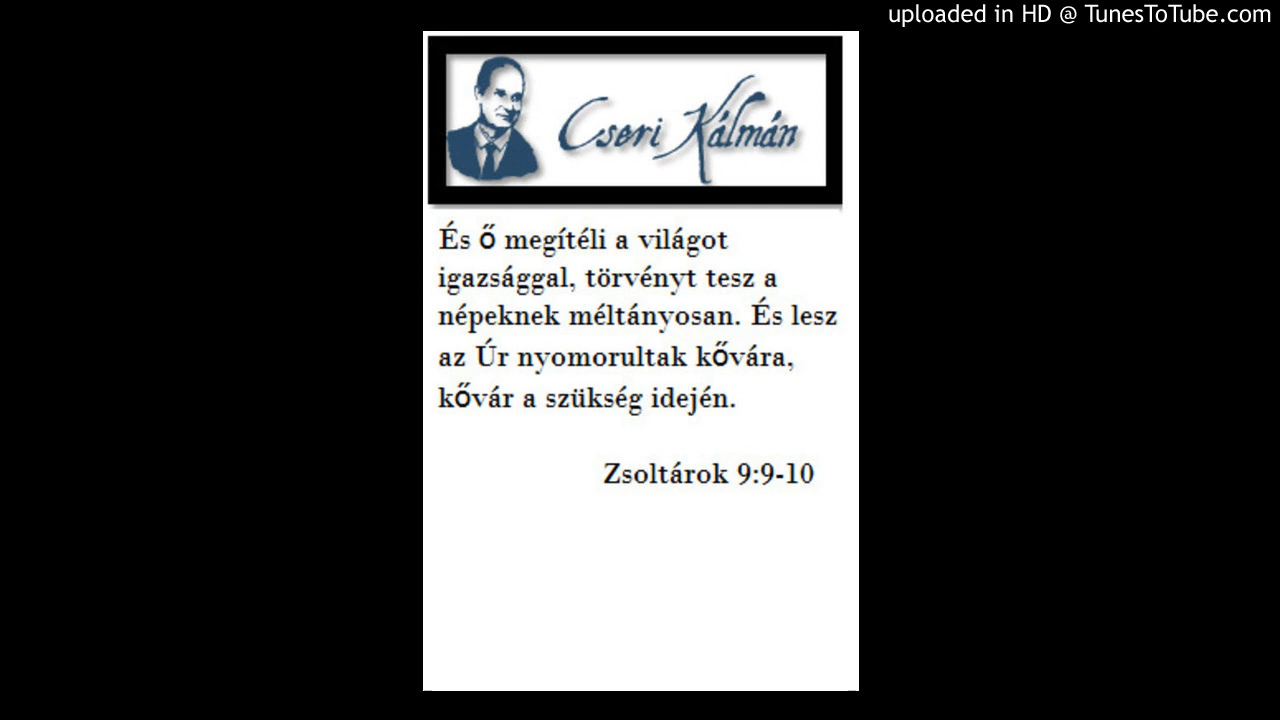 uploaded in HD @ TunesToTube.com
Cseri Kálmán
És ő megítéli a világot
igazsággal, törvényt tesz a
népeknek méltányosan. És lesz
az Úr nyomorultak kővára,
kővár a szükség idején.
Zsoltárok 9:9-10